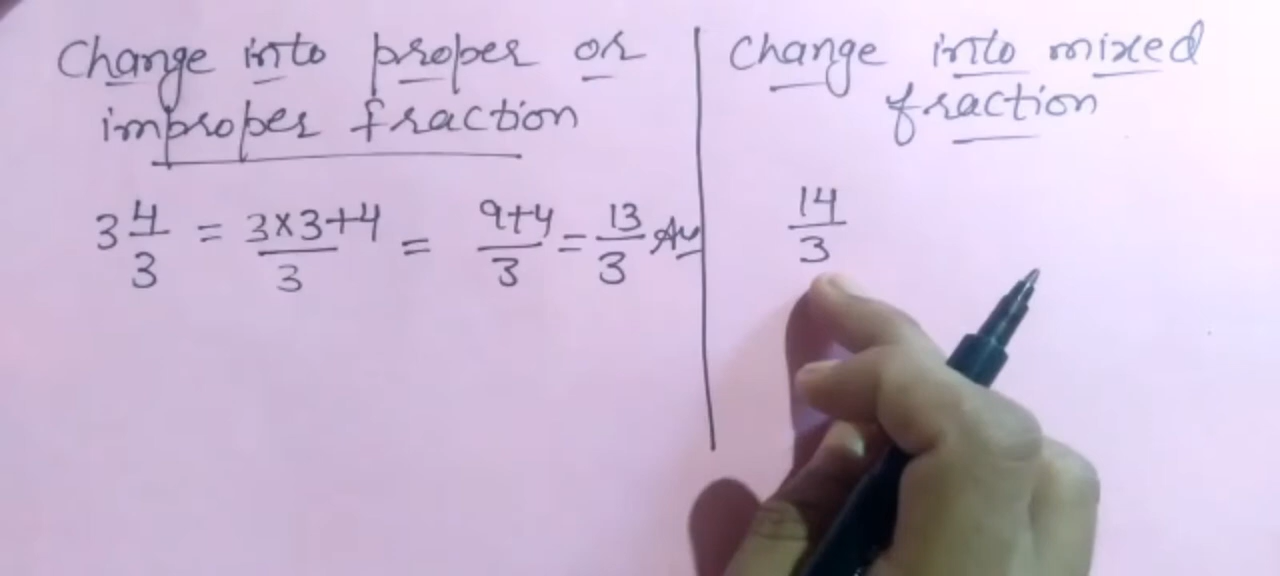 Change into proper or
improper fraction
3 4/3 = 3×3+4/3 = 9+4/3 = 13/3 Ans
Change into mixed
fraction
14/3